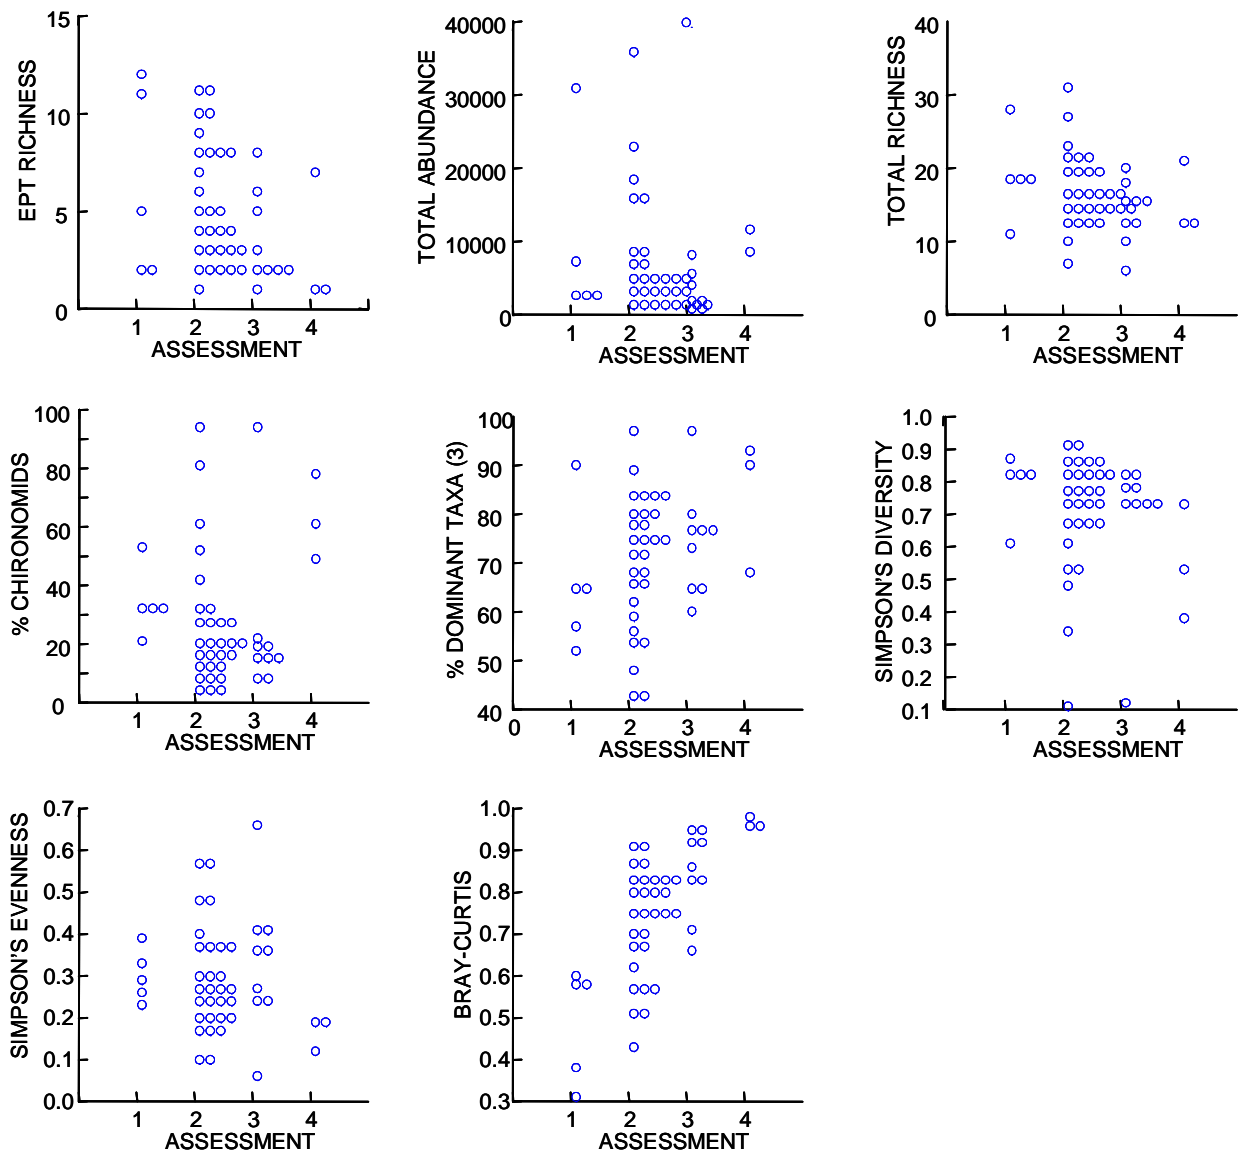 EPT RICHNESS
15
10
5
0
1 2 3 4
ASSESSMENT
TOTAL ABUNDANCE
40000
30000
20000
10000
0
1 2 3 4
ASSESSMENT
TOTAL RICHNESS
40
30
20
10
0
1 2 3 4
ASSESSMENT
% CHIRONOMIDS
100
80
60
40
20
0
1 2 3 4
ASSESSMENT
% DOMINANT TAXA (3)
100
90
80
70
60
50
40
0 1 2 3 4
ASSESSMENT
SIMPSON'S DIVERSITY
1.0
0.9
0.8
0.7
0.6
0.5
0.4
0.3
0.2
0.1
1 2 3 4
ASSESSMENT
SIMPSON'S EVENNESS
0.7
0.6
0.5
0.4
0.3
0.2
0.1
0.0
1 2 3 4
ASSESSMENT
BRAY-CURTIS
1.0
0.9
0.8
0.7
0.6
0.5
0.4
0.3
1 2 3 4
ASSESSMENT